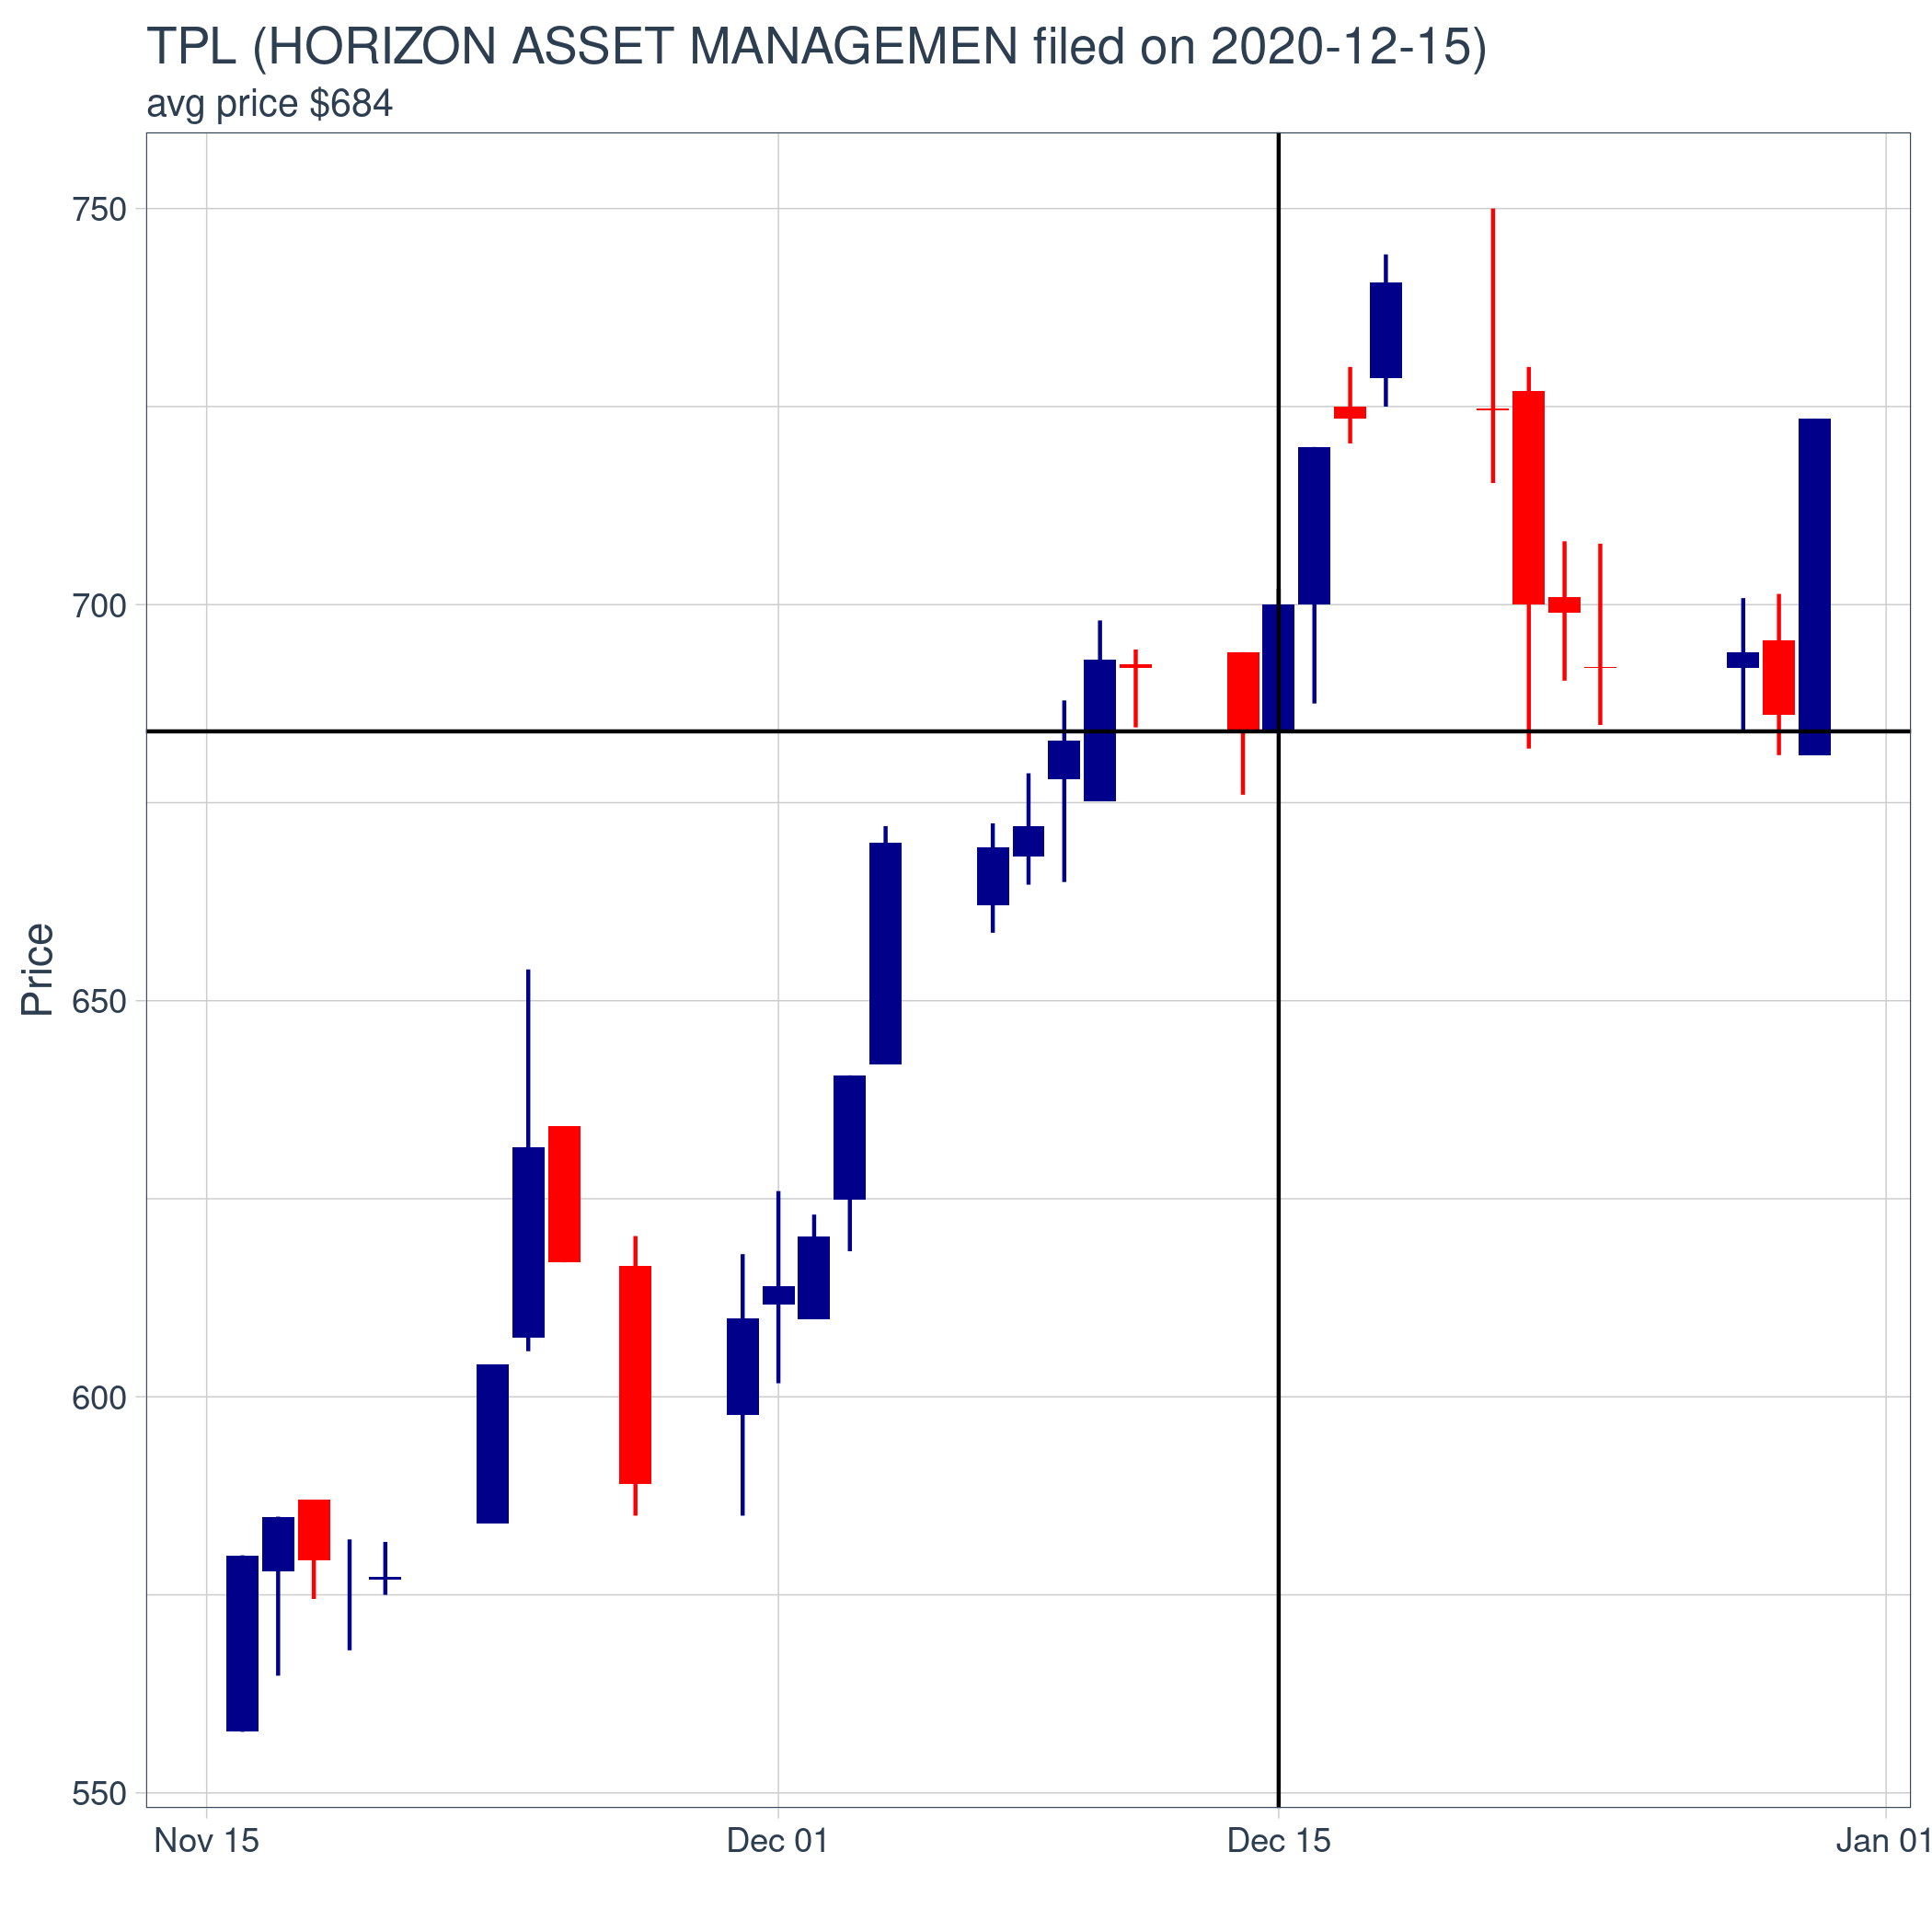 TPL (HORIZON ASSET MANAGEMEN filed on 2020-12-15)
avg price $684
750
700
650
600
550
Price
Nov 15
Dec 01
Dec 15
Jan 01